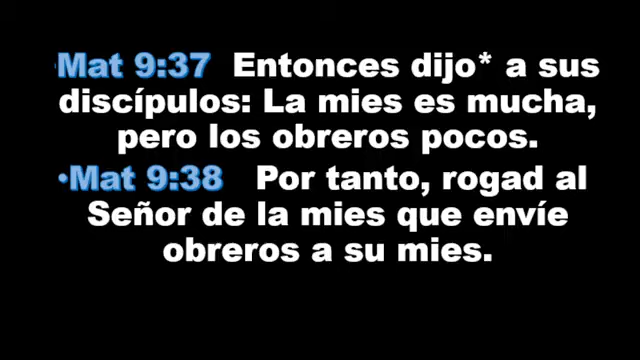 •Mat 9:37 Entonces dijo* a sus
discípulos: La mies es mucha,
pero los obreros pocos.
•Mat 9:38 Por tanto, rogad al
Señor de la mies que envíe
obreros a su mies.